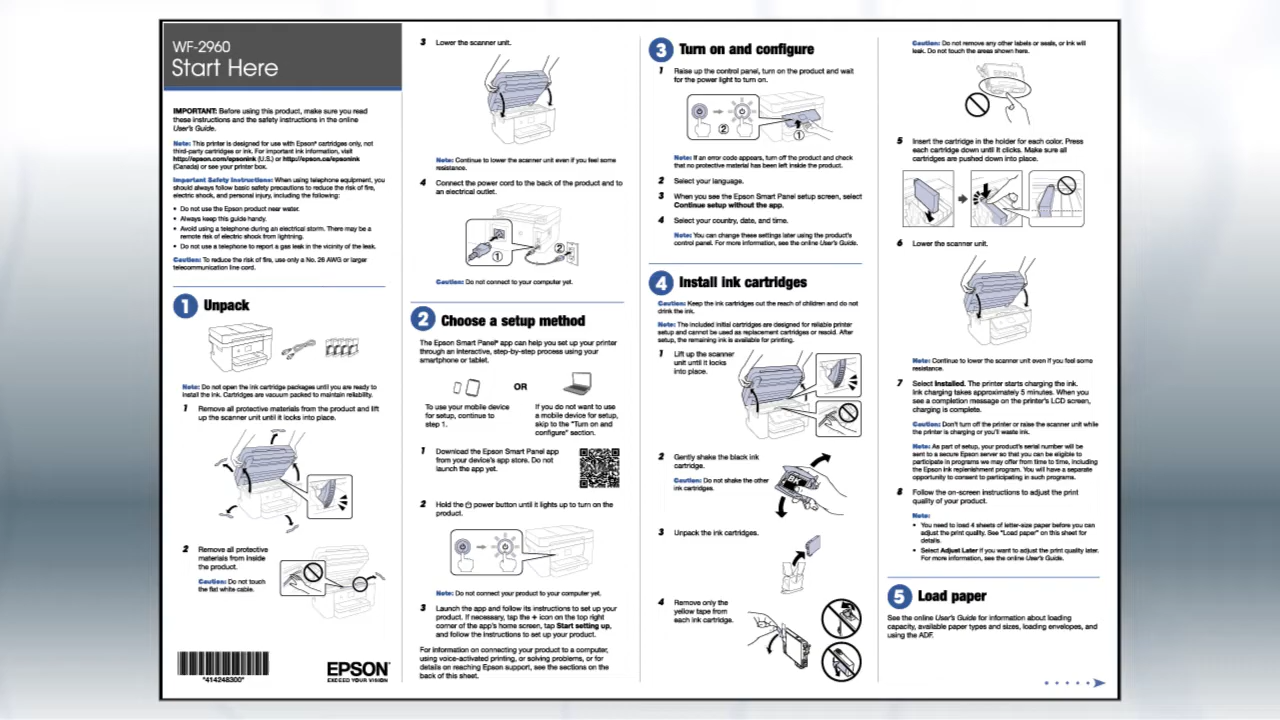 WF-2960
Start Here
IMPORTANT: Before using this product, make sure you read
these instructions and the safety instructions in the online
User's Guide.
Note: This printer is designed for use with Epson® cartridges only, not
third-party cartridges or ink. For important ink information, visit
http://epson.com/epsonink (U.S.) or http://epson.ca/epsonink
(Canada) or see your printer box.
Important Safety Instructions: When using telephone equipment, you
should always follow basic safety precautions to reduce the risk of fire,
electric shock, and personal injury, including the following:
• Do not use the Epson product near water.
• Always keep this guide handy.
• Avoid using a telephone during an electrical storm. There may be a
remote risk of electric shock from lightning.
• Do not use a telephone to report a gas leak in the vicinity of the leak.
Caution: To reduce the risk of fire, use only a No. 26 AWG or larger
telecommunication line cord.
1 Unpack
Note: Do not open the ink cartridge packages until you are ready to
install the ink. Cartridges are vacuum packed to maintain reliability.
1 Remove all protective materials from the product and lift
up the scanner unit until it locks into place.
2 Remove all protective
materials from inside
the product.
Caution: Do not touch
the flat white cable.
*414248300*
EPSON®
EXCEED YOUR VISION
3 Lower the scanner unit.
Note: Continue to lower the scanner unit even if you feel some
resistance.
4 Connect the power cord to the back of the product and to
an electrical outlet.
1
2
Caution: Do not connect to your computer yet.
2 Choose a setup method
The Epson Smart Panel® app can help you set up your printer
through an interactive, step-by-step process using your
smartphone or tablet.
OR
To use your mobile device
for setup, continue to
step 1.
If you do not want to use
a mobile device for setup,
skip to the "Turn on and
configure" section.
1 Download the Epson Smart Panel app
from your device's app store. Do not
launch the app yet.
2 Hold the power button until it lights up to turn on the
product.
Note: Do not connect your product to your computer yet.
3 Launch the app and follow its instructions to set up your
product. If necessary, tap the + icon on the top right
corner of the app's home screen, tap Start setting up,
and follow the instructions to set up your product.
For information on connecting your product to a computer,
using voice-activated printing, or solving problems, or for
details on reaching Epson support, see the sections on the
back of this sheet.
3 Turn on and configure
1 Raise up the control panel, turn on the product and wait
for the power light to turn on.
2
1
Note: If an error code appears, turn off the product and check
that no protective material has been left inside the product.
2 Select your language.
3 When you see the Epson Smart Panel setup screen, select
Continue setup without the app.
4 Select your country, date, and time.
Note: You can change these settings later using the product's
control panel. For more information, see the online User's Guide.
4 Install ink cartridges
Caution: Keep the ink cartridges out the reach of children and do not
drink the ink.
Note: The included initial cartridges are designed for reliable printer
setup and cannot be used as replacement cartridges or resold. After
setup, the remaining ink is available for printing.
1 Lift up the scanner
unit until it locks
into place.
2 Gently shake the black ink
cartridge.
Caution: Do not shake the other
ink cartridges.
3 Unpack the ink cartridges.
4 Remove only the
yellow tape from
each ink cartridge.
Caution: Do not remove any other labels or seals, or ink will
leak. Do not touch the areas shown here.
EPSON
5 Insert the cartridge in the holder for each color. Press
each cartridge down until it clicks. Make sure all
cartridges are pushed down into place.
6 Lower the scanner unit.
Note: Continue to lower the scanner unit even if you feel some
resistance.
7 Select Installed. The printer starts charging the ink.
Ink charging takes approximately 5 minutes. When you
see a completion message on the printer's LCD screen,
charging is complete.
Caution: Don't turn off the printer or raise the scanner unit while
the printer is charging or you'll waste ink.
Note: As part of setup, your product's serial number will be
sent to a secure Epson server so that you can be eligible to
participate in programs we may offer from time to time, including
the Epson ink replenishment program. You will have a separate
opportunity to consent to participating in such programs.
8 Follow the on-screen instructions to adjust the print
quality of your product.
Note:
• You need to load 4 sheets of letter-size paper before you can
adjust the print quality. See "Load paper" on this sheet for
details.
• Select Adjust Later if you want to adjust the print quality later.
For more information, see the online User's Guide.
5 Load paper
See the online User's Guide for information about loading
capacity, available paper types and sizes, loading envelopes, and
using the ADF.